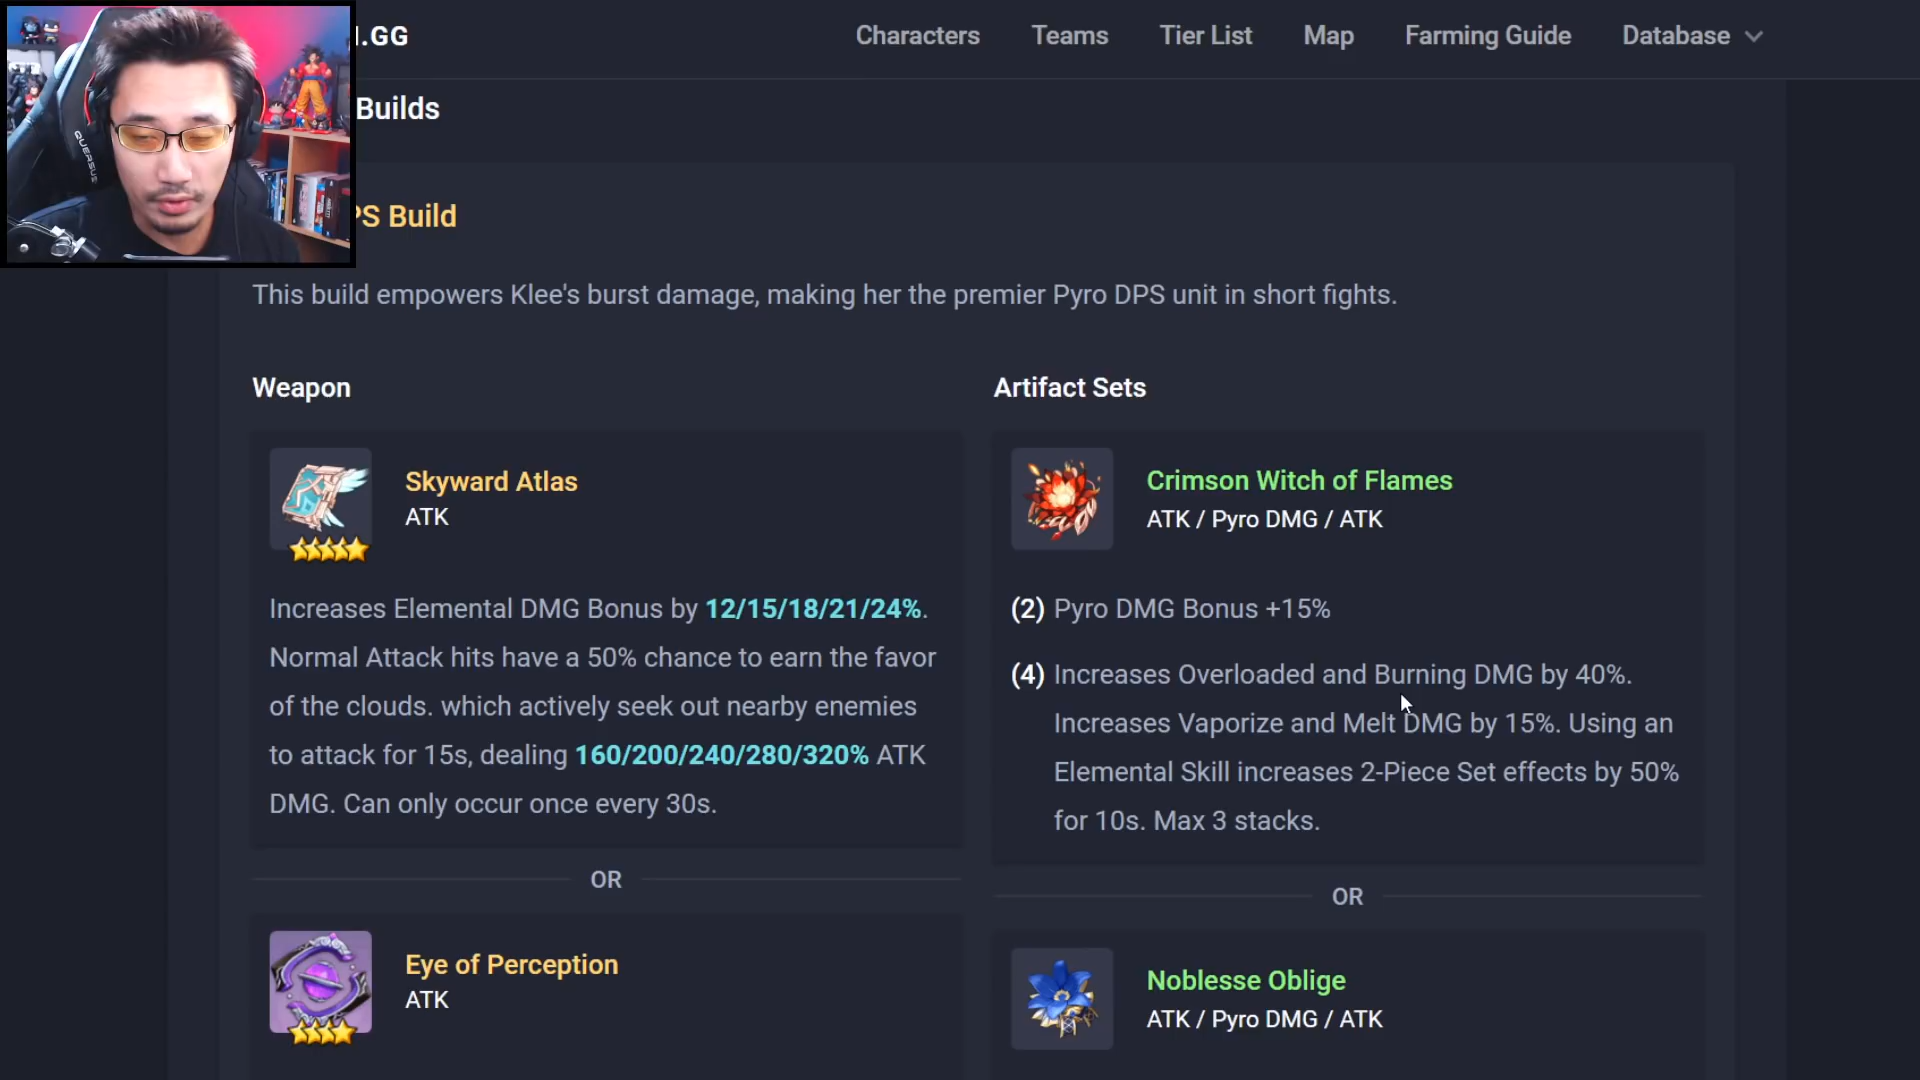 I.GG
Characters
Teams
Tier List
Map
Farming Guide
Database
Builds
PS Build
This build empowers Klee's burst damage, making her the premier Pyro DPS unit in short fights.
Weapon
Skyward Atlas
ATK
Increases Elemental DMG Bonus by 12/15/18/21/24%.
Normal Attack hits have a 50% chance to earn the favor
of the clouds. which actively seek out nearby enemies
to attack for 15s, dealing 160/200/240/280/320% ATK
DMG. Can only occur once every 30s.
OR
Eye of Perception
ATK
Artifact Sets
Crimson Witch of Flames
ATK / Pyro DMG / ATK
(2) Pyro DMG Bonus +15%
(4) Increases Overloaded and Burning DMG by 40%.
Increases Vaporize and Melt DMG by 15%. Using an
Elemental Skill increases 2-Piece Set effects by 50%
for 10s. Max 3 stacks.
OR
Noblesse Oblige
ATK / Pyro DMG / ATK
QUERSUS